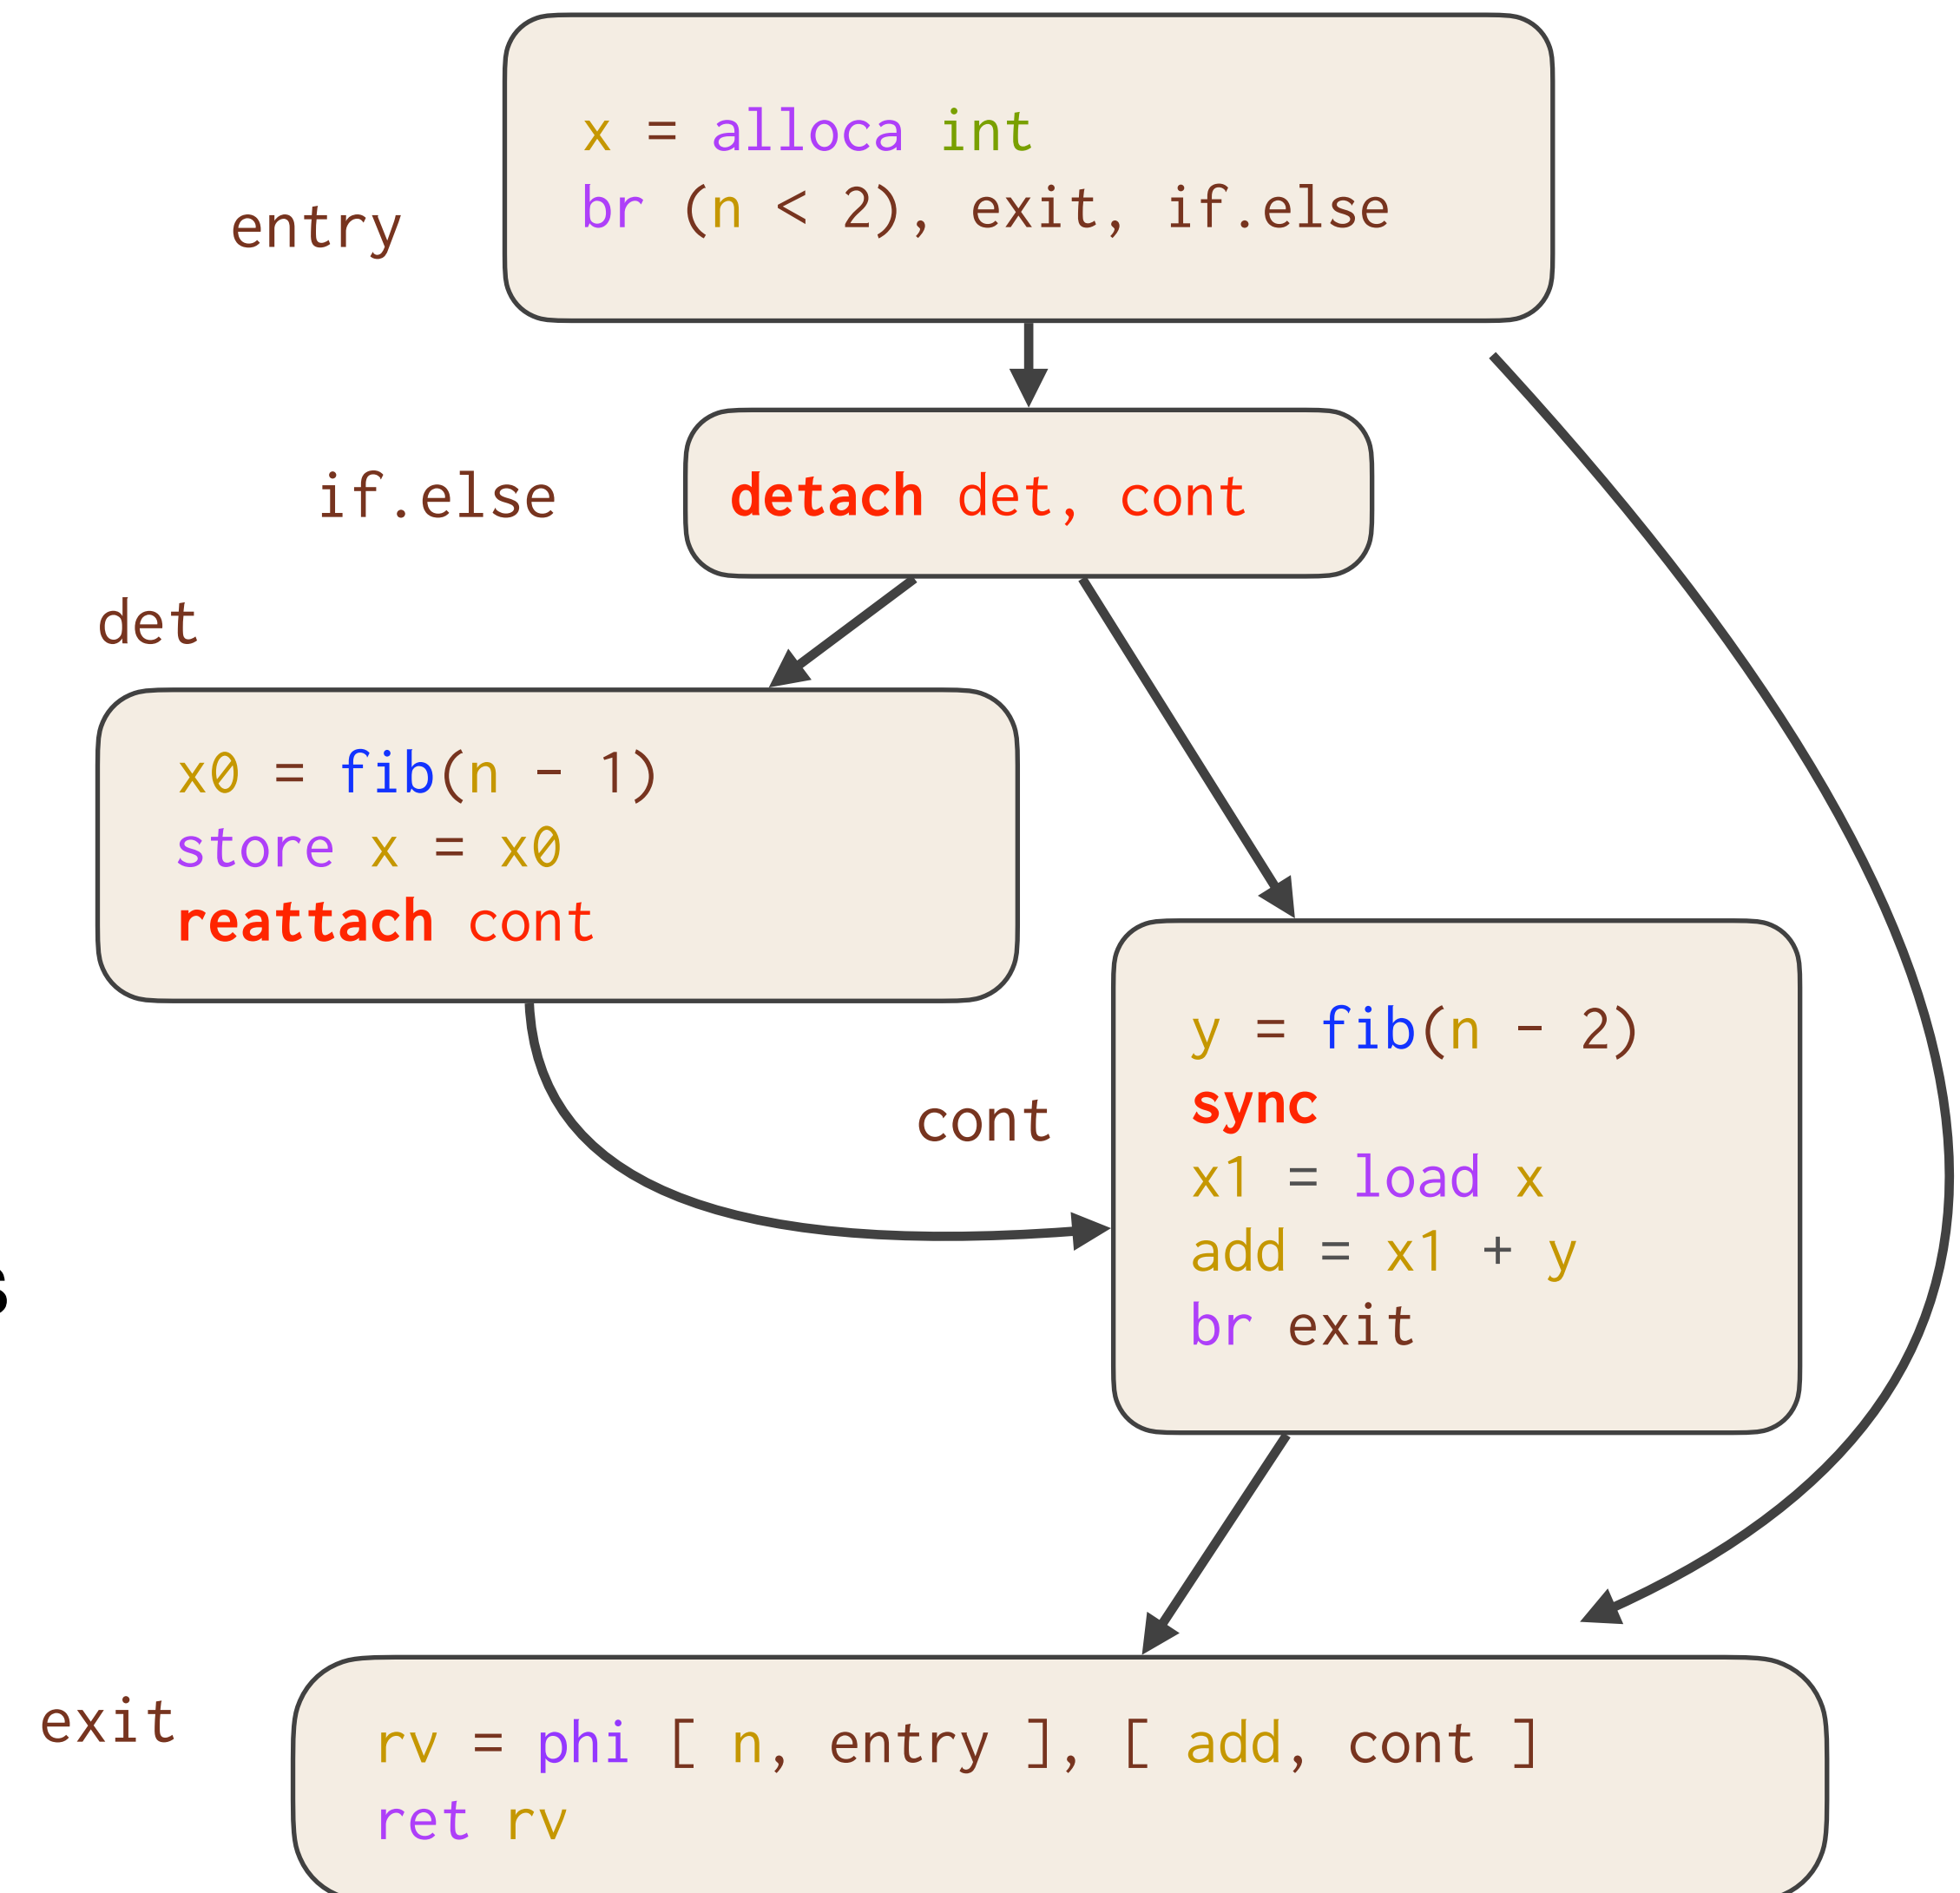 entry
x = alloca int
br (n < 2), exit, if.else
if.else
detach det, cont
det
x0 = fib(n - 1)
store x = x0
reattach cont
cont
y = fib(n - 2)
sync
x1 = load x
add = x1 + y
br exit
exit
rv = phi [ n, entry ], [ add, cont ]
ret rv